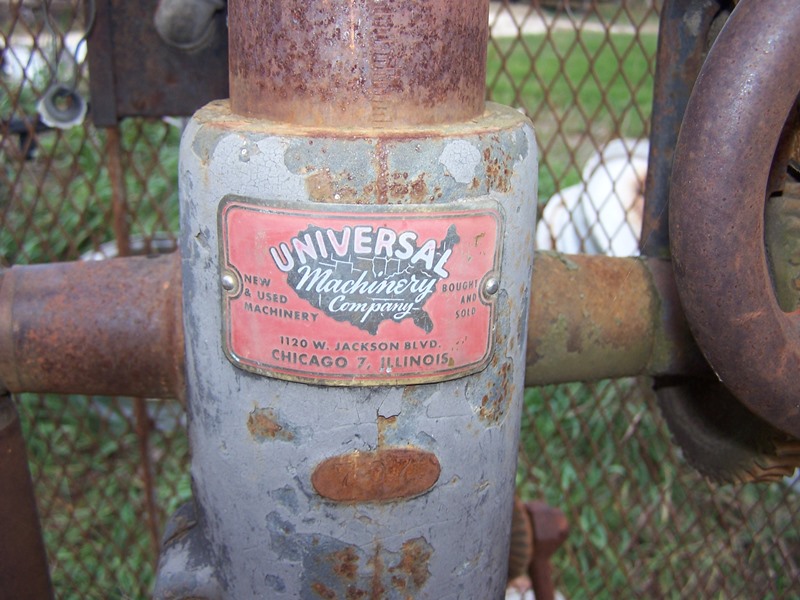 UNIVERSAL
Machinery
Company
NEW
& USED
MACHINERY
BOUGHT
AND
SOLD
1120 W. JACKSON BLVD.
CHICAGO 7, ILLINOIS